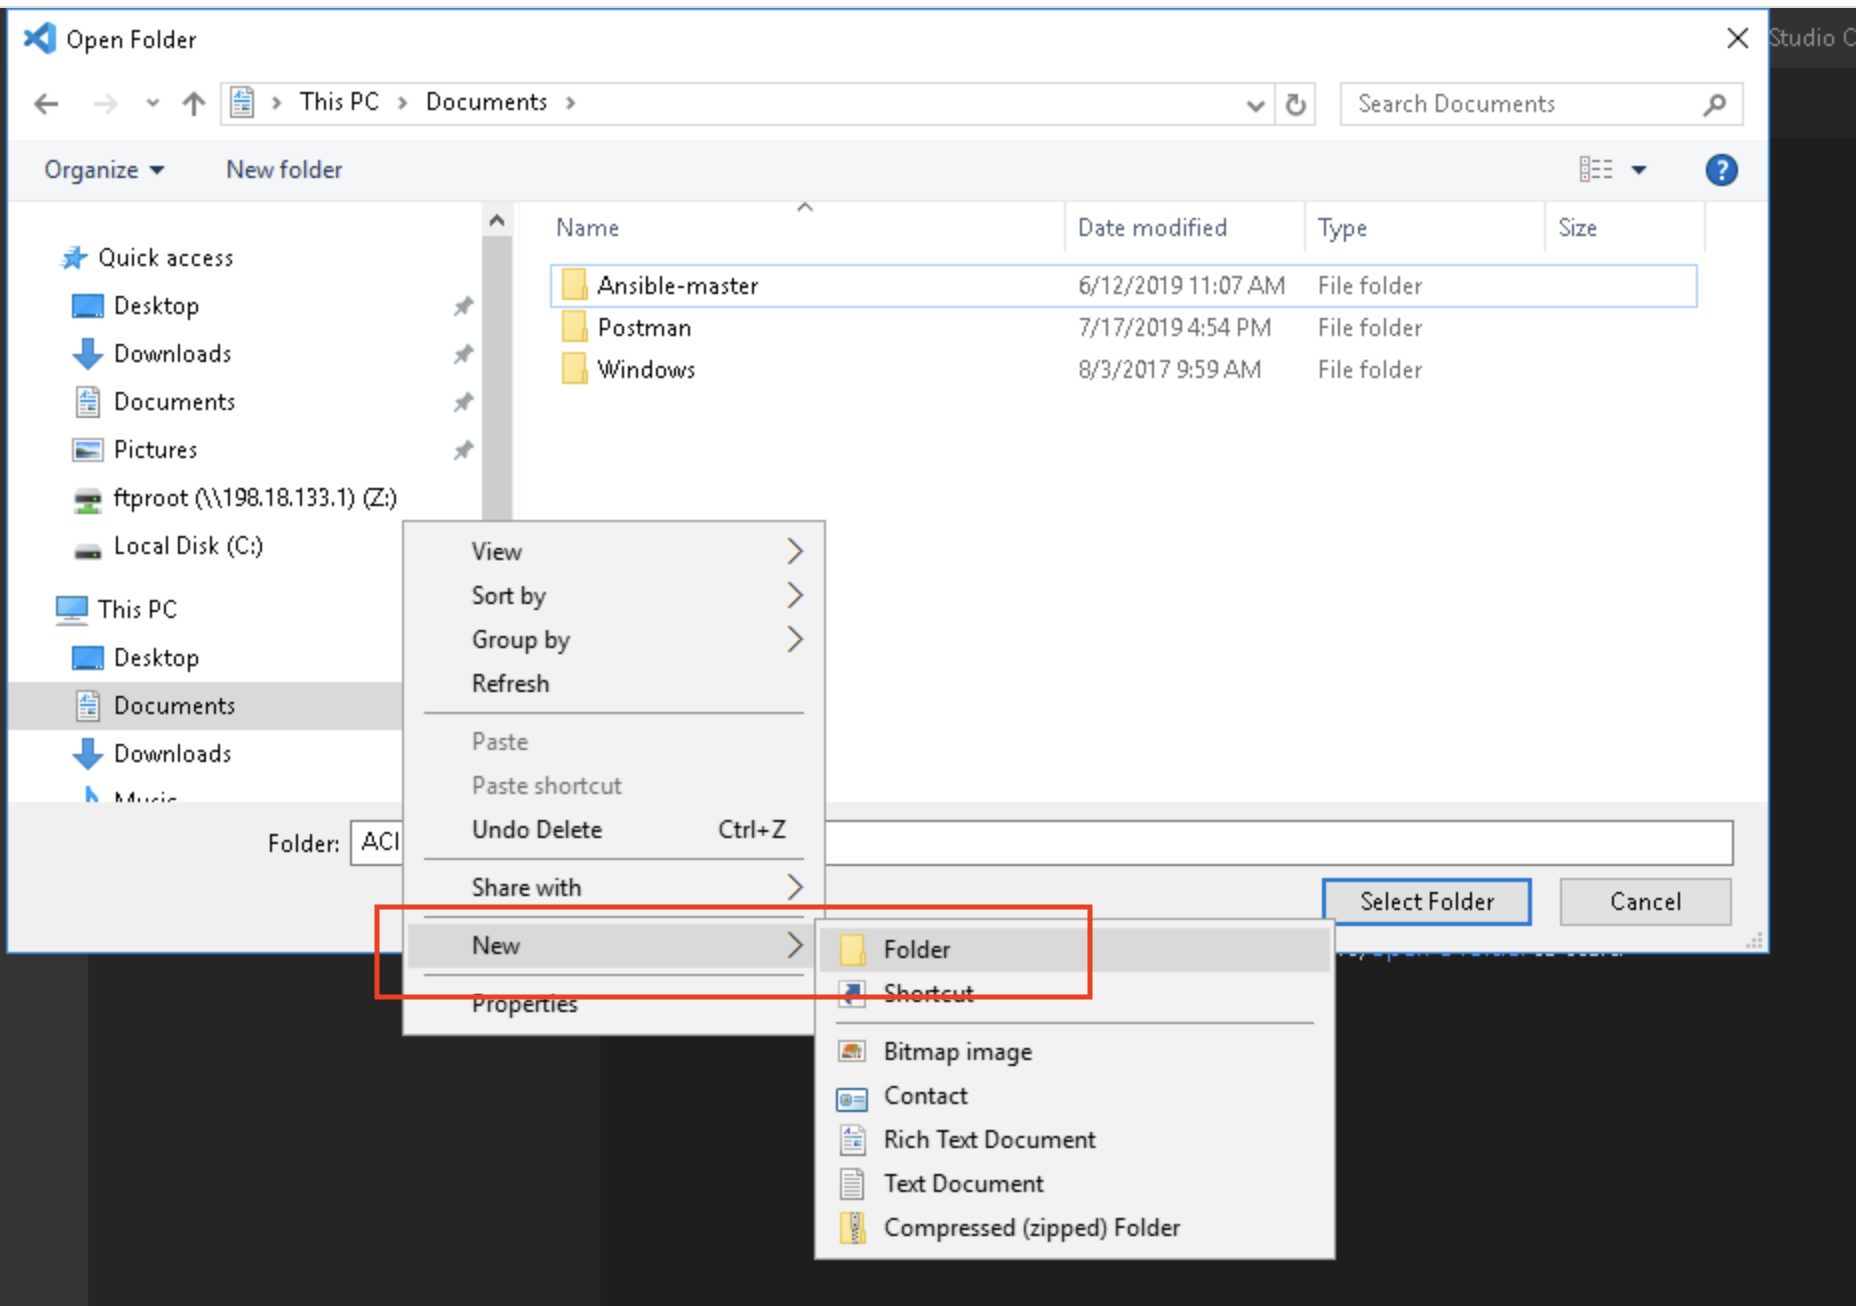 Open Folder
Studio C
This PC > Documents >
Search Documents
Organize
New folder
Name
Date modified
Type
Size
Quick access
Desktop
Downloads
Documents
Pictures
ftproot (\\198.18.133.1) (Z:)
Local Disk (C:)
This PC
Desktop
Documents
Downloads
Music
Ansible-master 6/12/2019 11:07 AM File folder
Postman 7/17/2019 4:54 PM File folder
Windows 8/3/2017 9:59 AM File folder
View
Sort by
Group by
Refresh
Paste
Paste shortcut
Undo Delete Ctrl+Z
Share with
New
Properties
Folder: ACI
Select Folder
Cancel
Folder
Shortcut
Bitmap image
Contact
Rich Text Document
Text Document
Compressed (zipped) Folder